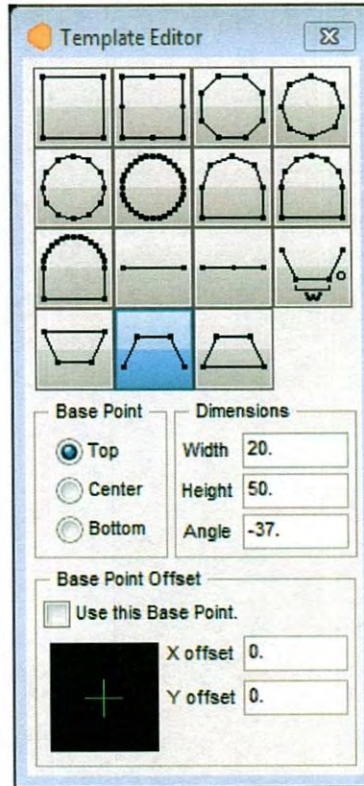 Template Editor
w
Base Point
Top
Center
Bottom
Dimensions
Width 20.
Height 50.
Angle -37.
Base Point Offset
Use this Base Point.
X offset 0.
Y offset 0.